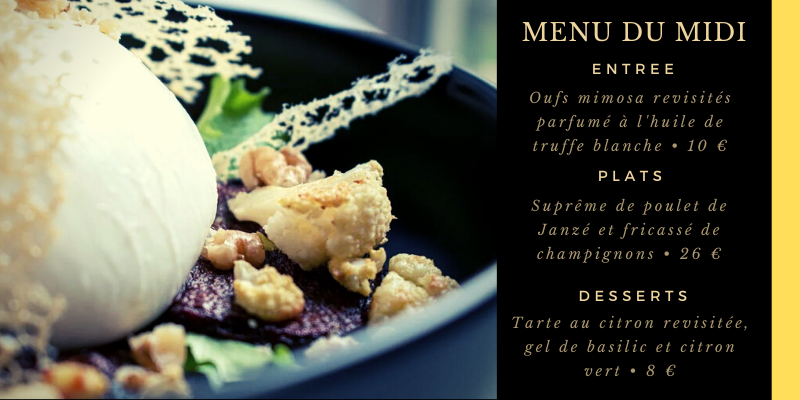 MENU DU MIDI
ENTREE
Oufs mimosa revisités
parfumé à l'huile de
truffe blanche • 10 €
PLATS
Suprême de poulet de
Janzé et fricassé de
champignons • 26 €
DESSERTS
Tarte au citron revisitée,
gel de basilic et citron
vert • 8 €